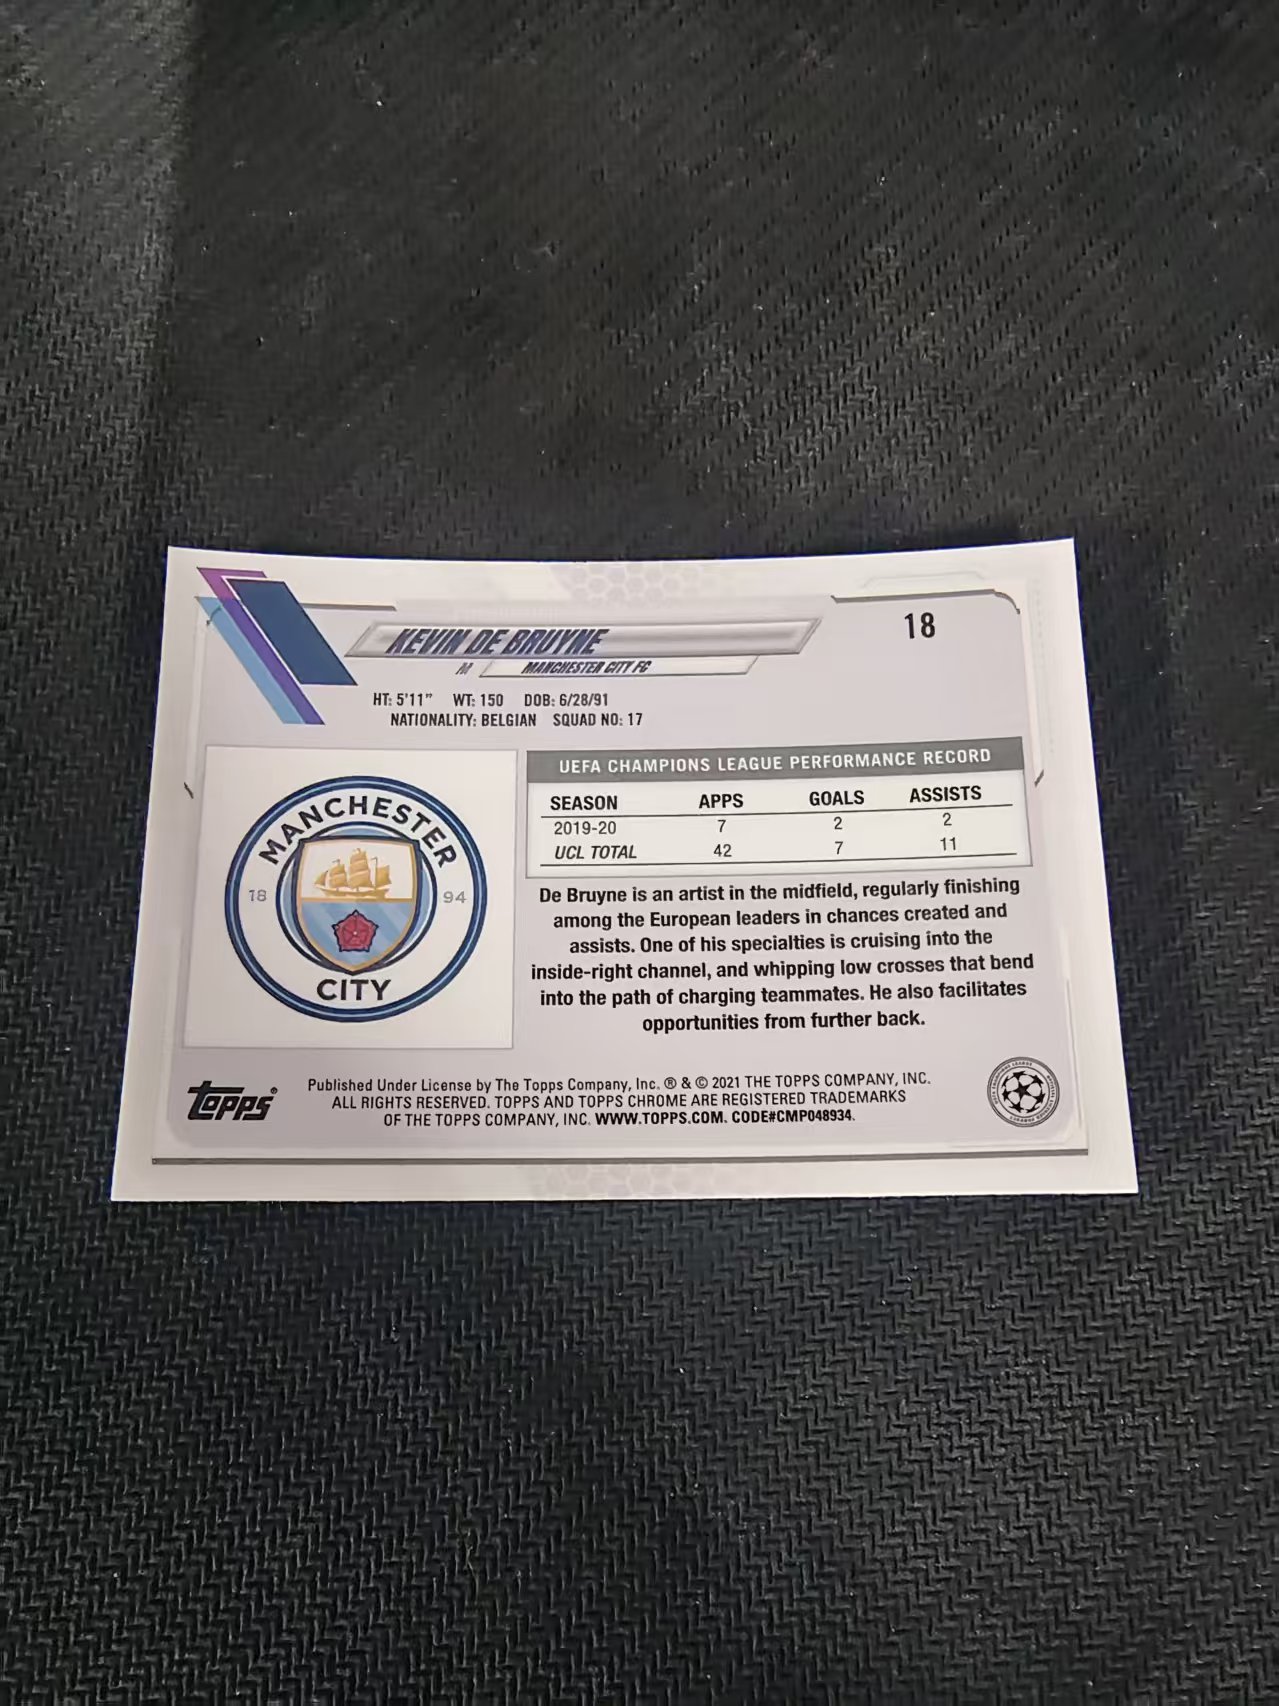 KEVIN DE BRUYNE
18
M MANCHESTER CITY FC
HT: 5'11" WT: 150 DOB: 6/28/91
NATIONALITY: BELGIAN SQUAD NO: 17
MANCHESTER
18 94
CITY
UEFA CHAMPIONS LEAGUE PERFORMANCE RECORD
SEASON APPS GOALS ASSISTS
2019-20 7 2 2
UCL TOTAL 42 7 11
De Bruyne is an artist in the midfield, regularly finishing
among the European leaders in chances created and
assists. One of his specialties is cruising into the
inside-right channel, and whipping low crosses that bend
into the path of charging teammates. He also facilitates
opportunities from further back.
Topps®
Published Under License by The Topps Company, Inc. ® & © 2021 THE TOPPS COMPANY, INC.
ALL RIGHTS RESERVED. TOPPS AND TOPPS CHROME ARE REGISTERED TRADEMARKS
OF THE TOPPS COMPANY, INC. WWW.TOPPS.COM. CODE#CMP048934.